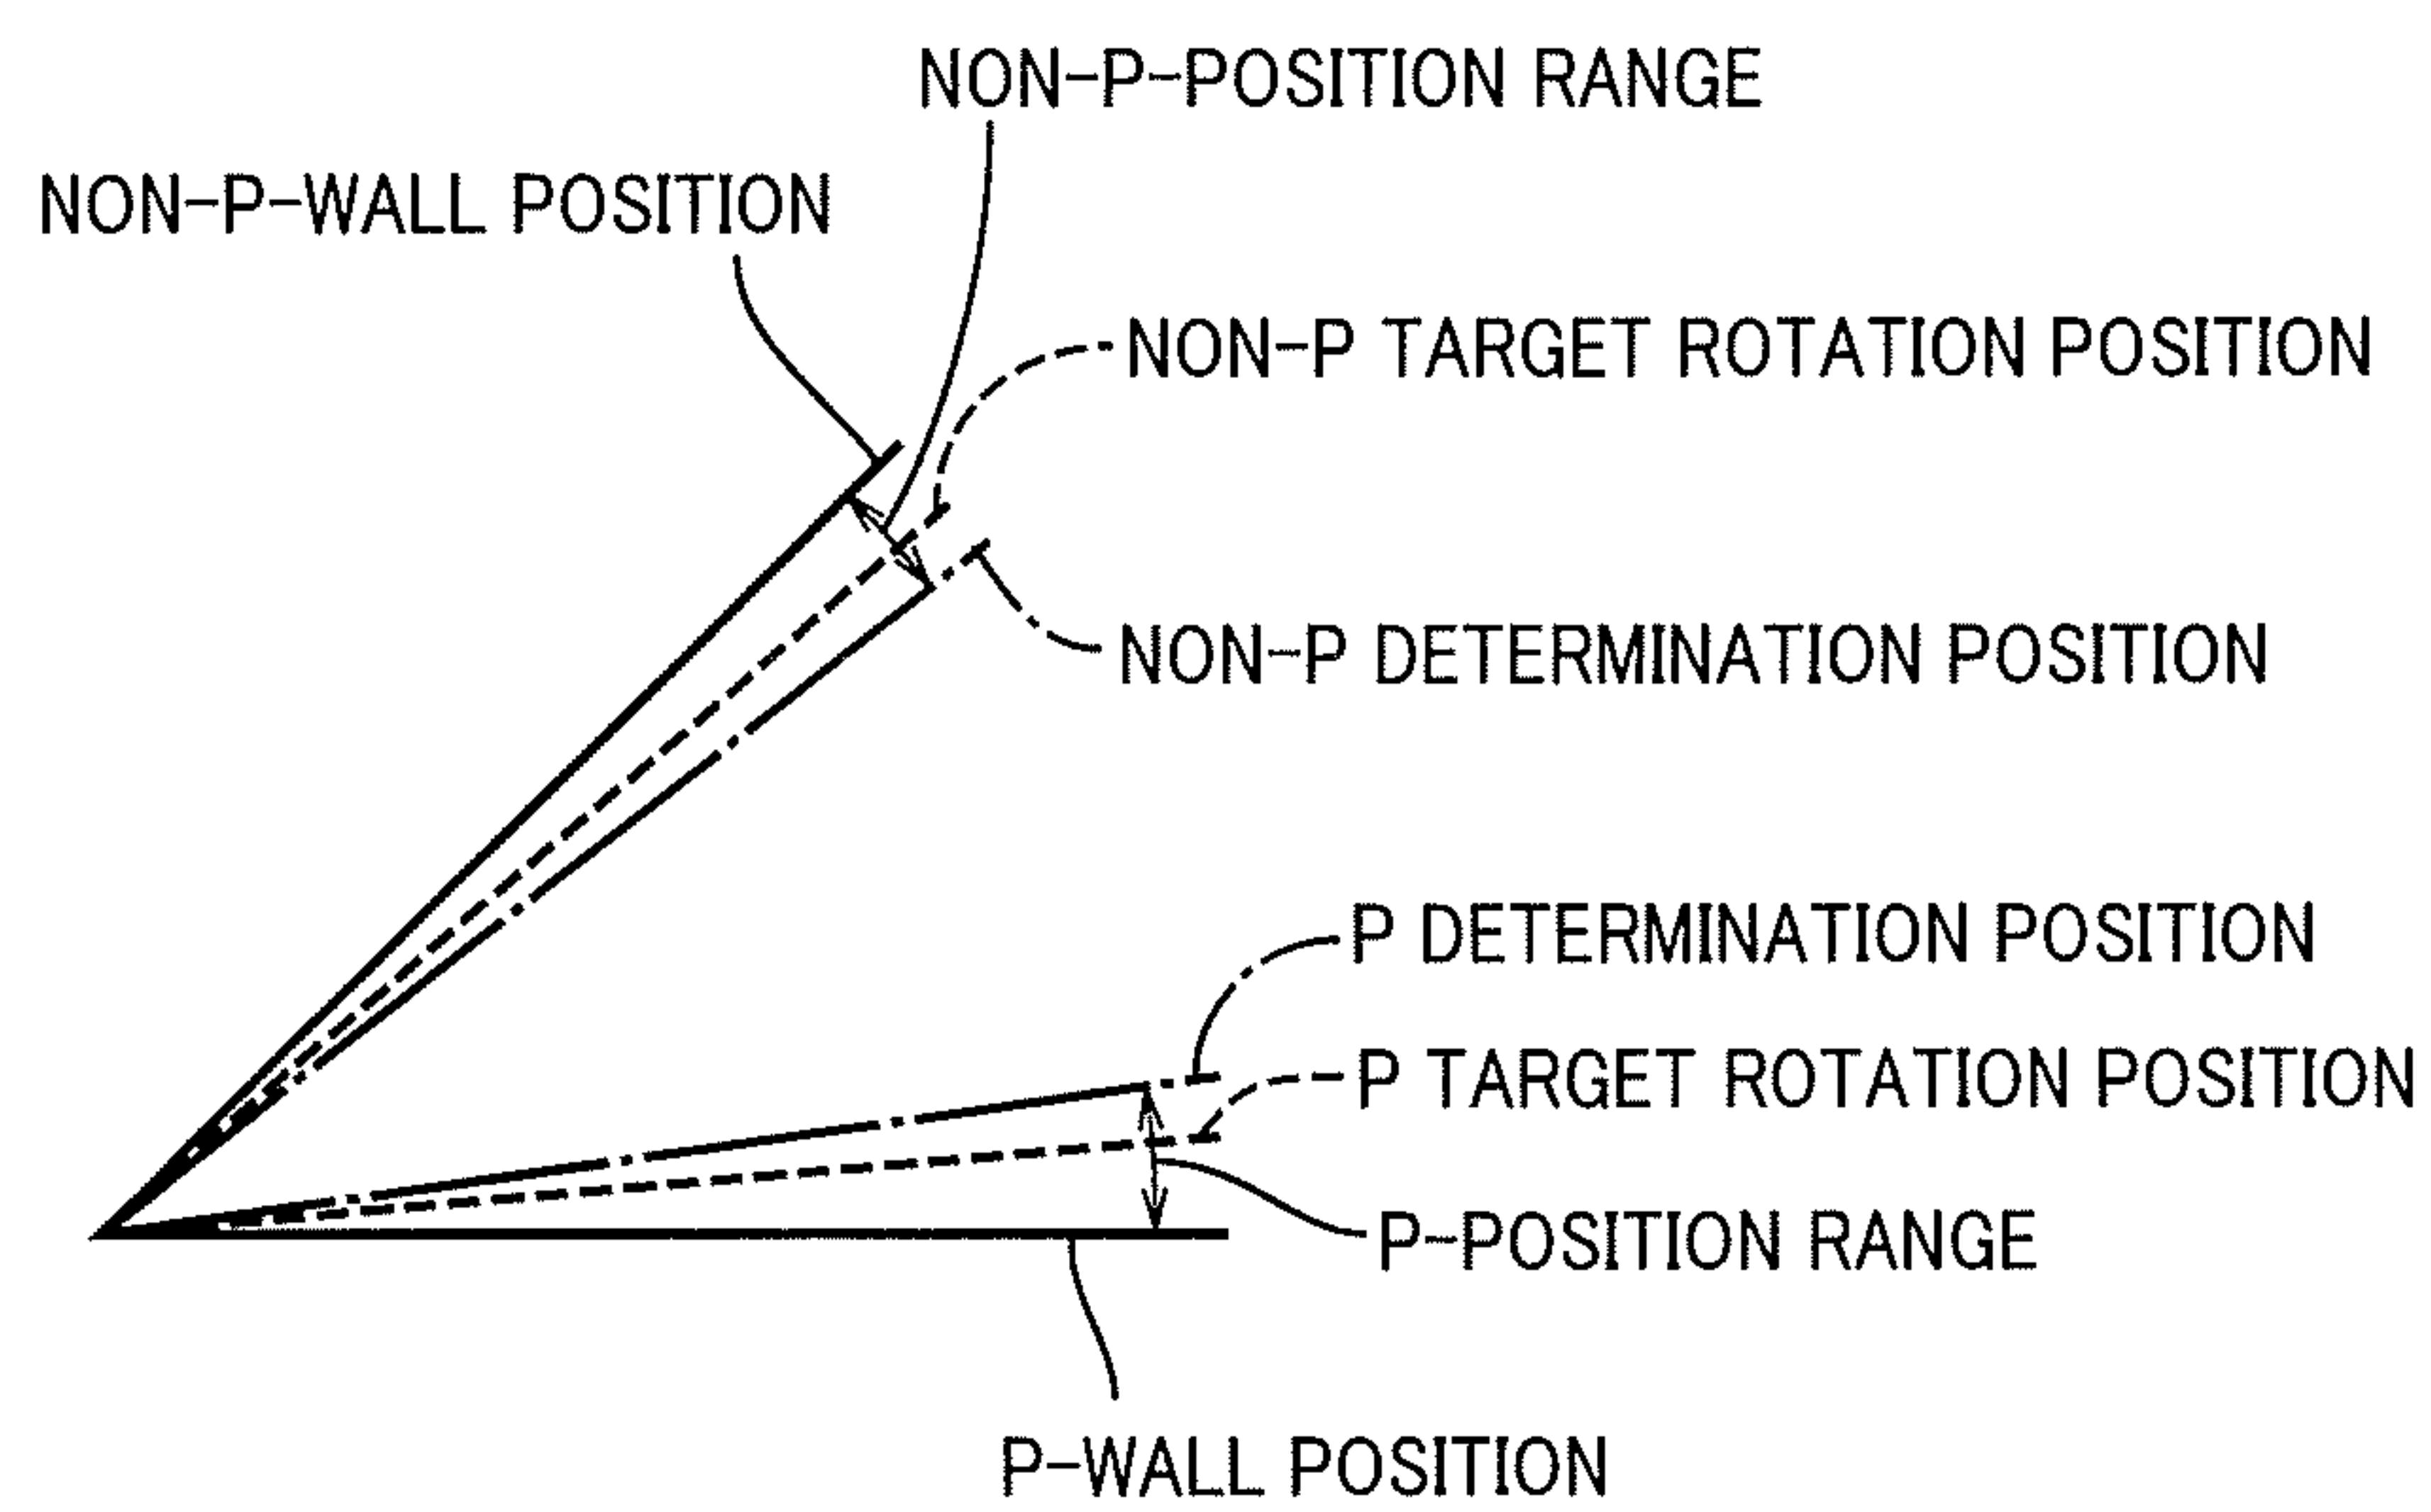 NON-P-POSITION RANGE
NON-P-WALL POSITION
NON-P TARGET ROTATION POSITION
NON-P DETERMINATION POSITION
P DETERMINATION POSITION
P TARGET ROTATION POSITION
P-POSITION RANGE
P-WALL POSITION